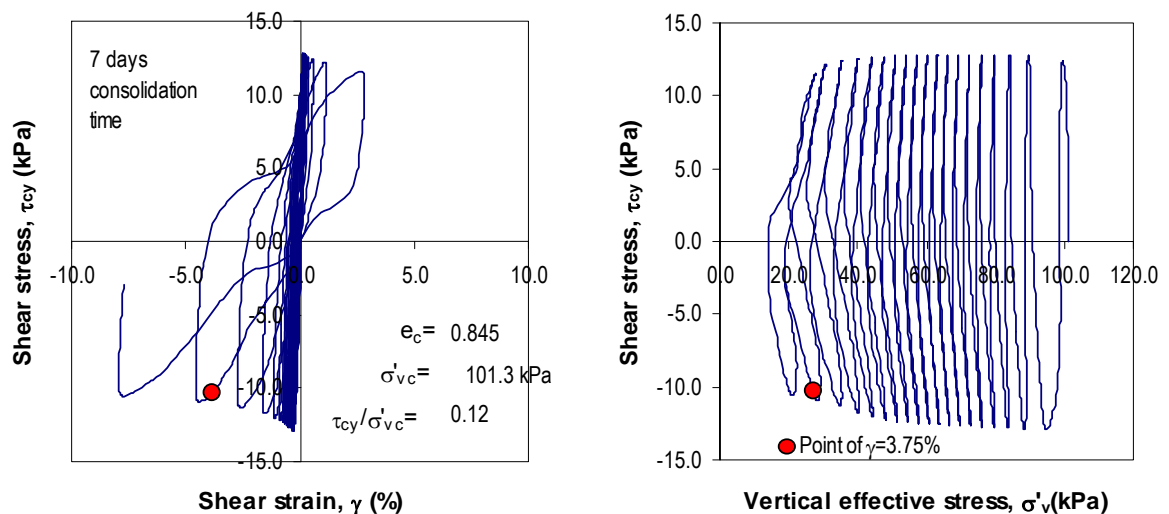 15.0
7 days
consolidation
time
10.0
5.0
0.0
-10.0
-5.0
0.0
5.0
10.0
-5.0
-10.0
-15.0
ec= 0.845
σ'vc= 101.3 kPa
τcy/σ'vc= 0.12
Shear stress, τcy (kPa)
Shear strain, γ (%)
15.0
10.0
5.0
0.0
0.0
20.0
40.0
60.0
80.0
100.0
120.0
-5.0
-10.0
-15.0
Point of γ=3.75%
Shear stress, τcy (kPa)
Vertical effective stress, σ'v(kPa)